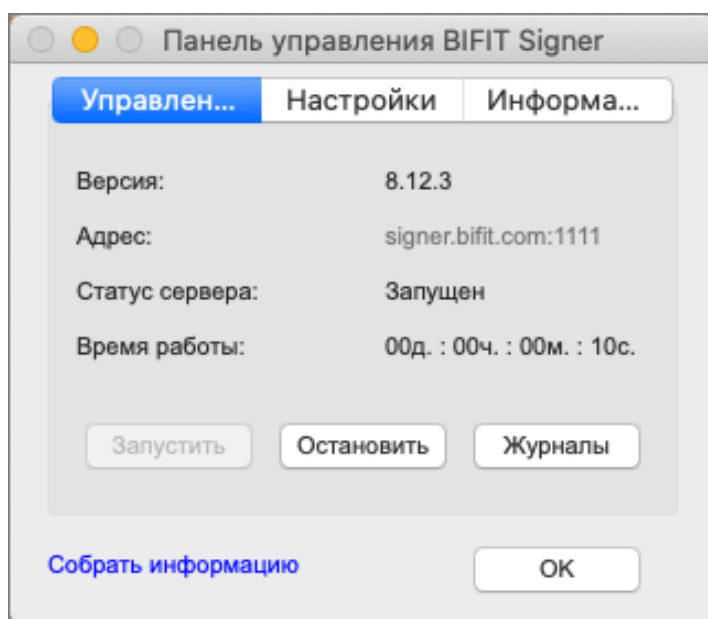 Панель управления BIFIT Signer
Управлен... Настройки Информа...
Версия: 8.12.3
Адрес: signer.bifit.com:1111
Статус сервера: Запущен
Время работы: 00д. : 00ч. : 00м. : 10с.
Запустить Остановить Журналы
Собрать информацию OK